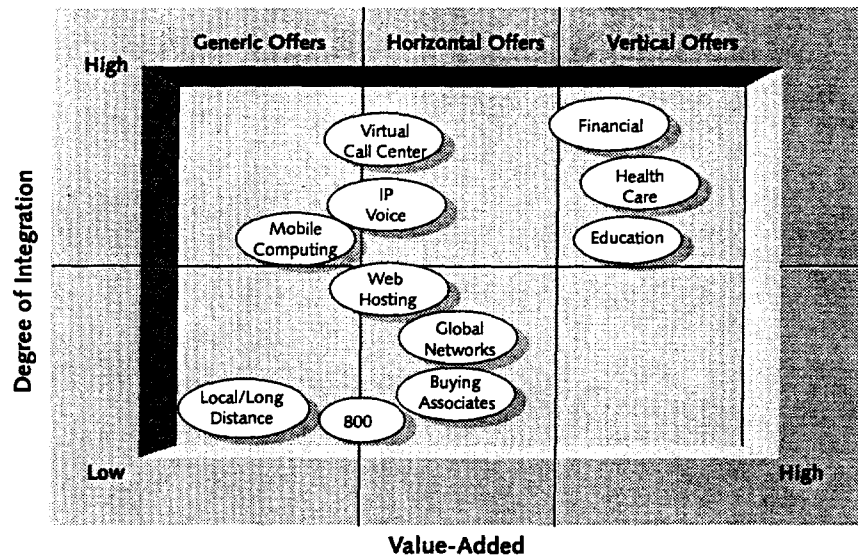 Generic Offers
Horizontal Offers
Vertical Offers
High
Virtual
Call Center
Financial
Health
Care
IP
Voice
Mobile
Computing
Education
Web
Hosting
Global
Networks
Local/Long
Distance
800
Buying
Associates
Low
High
Degree of Integration
Value-Added